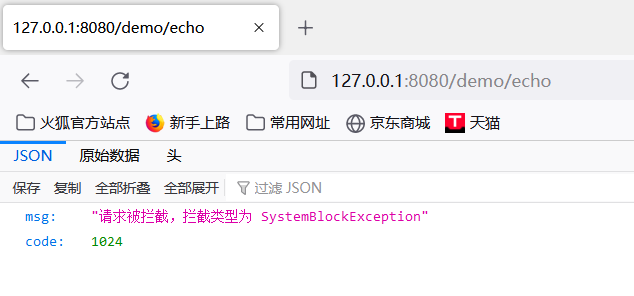 127.0.0.1:8080/demo/echo
127.0.0.1:8080/demo/echo
火狐官方站点 新手上路 常用网址 京东商城 T 天猫
JSON 原始数据 头
保存 复制 全部折叠 全部展开 过滤 JSON
msg: "请求被拦截，拦截类型为 SystemBlockException"
code: 1024